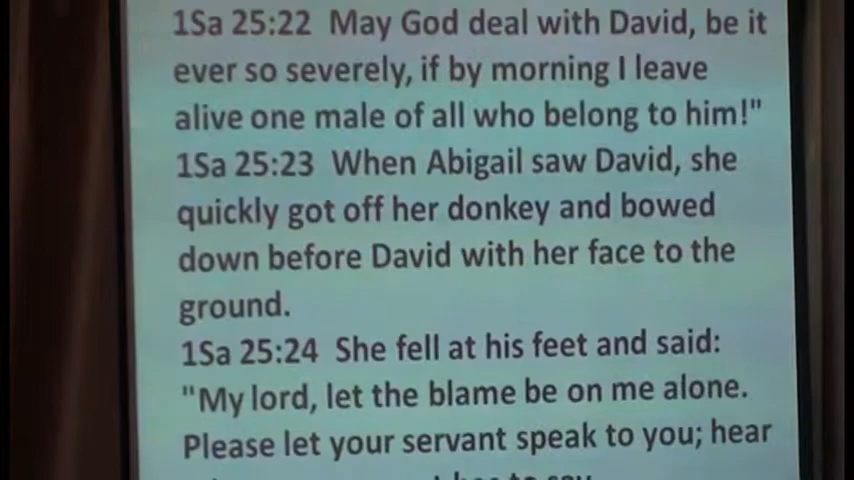 1Sa 25:22 May God deal with David, be it
ever so severely, if by morning I leave
alive one male of all who belong to him!"
1Sa 25:23 When Abigail saw David, she
quickly got off her donkey and bowed
down before David with her face to the
ground.
1Sa 25:24 She fell at his feet and said:
"My lord, let the blame be on me alone.
Please let your servant speak to you; hear